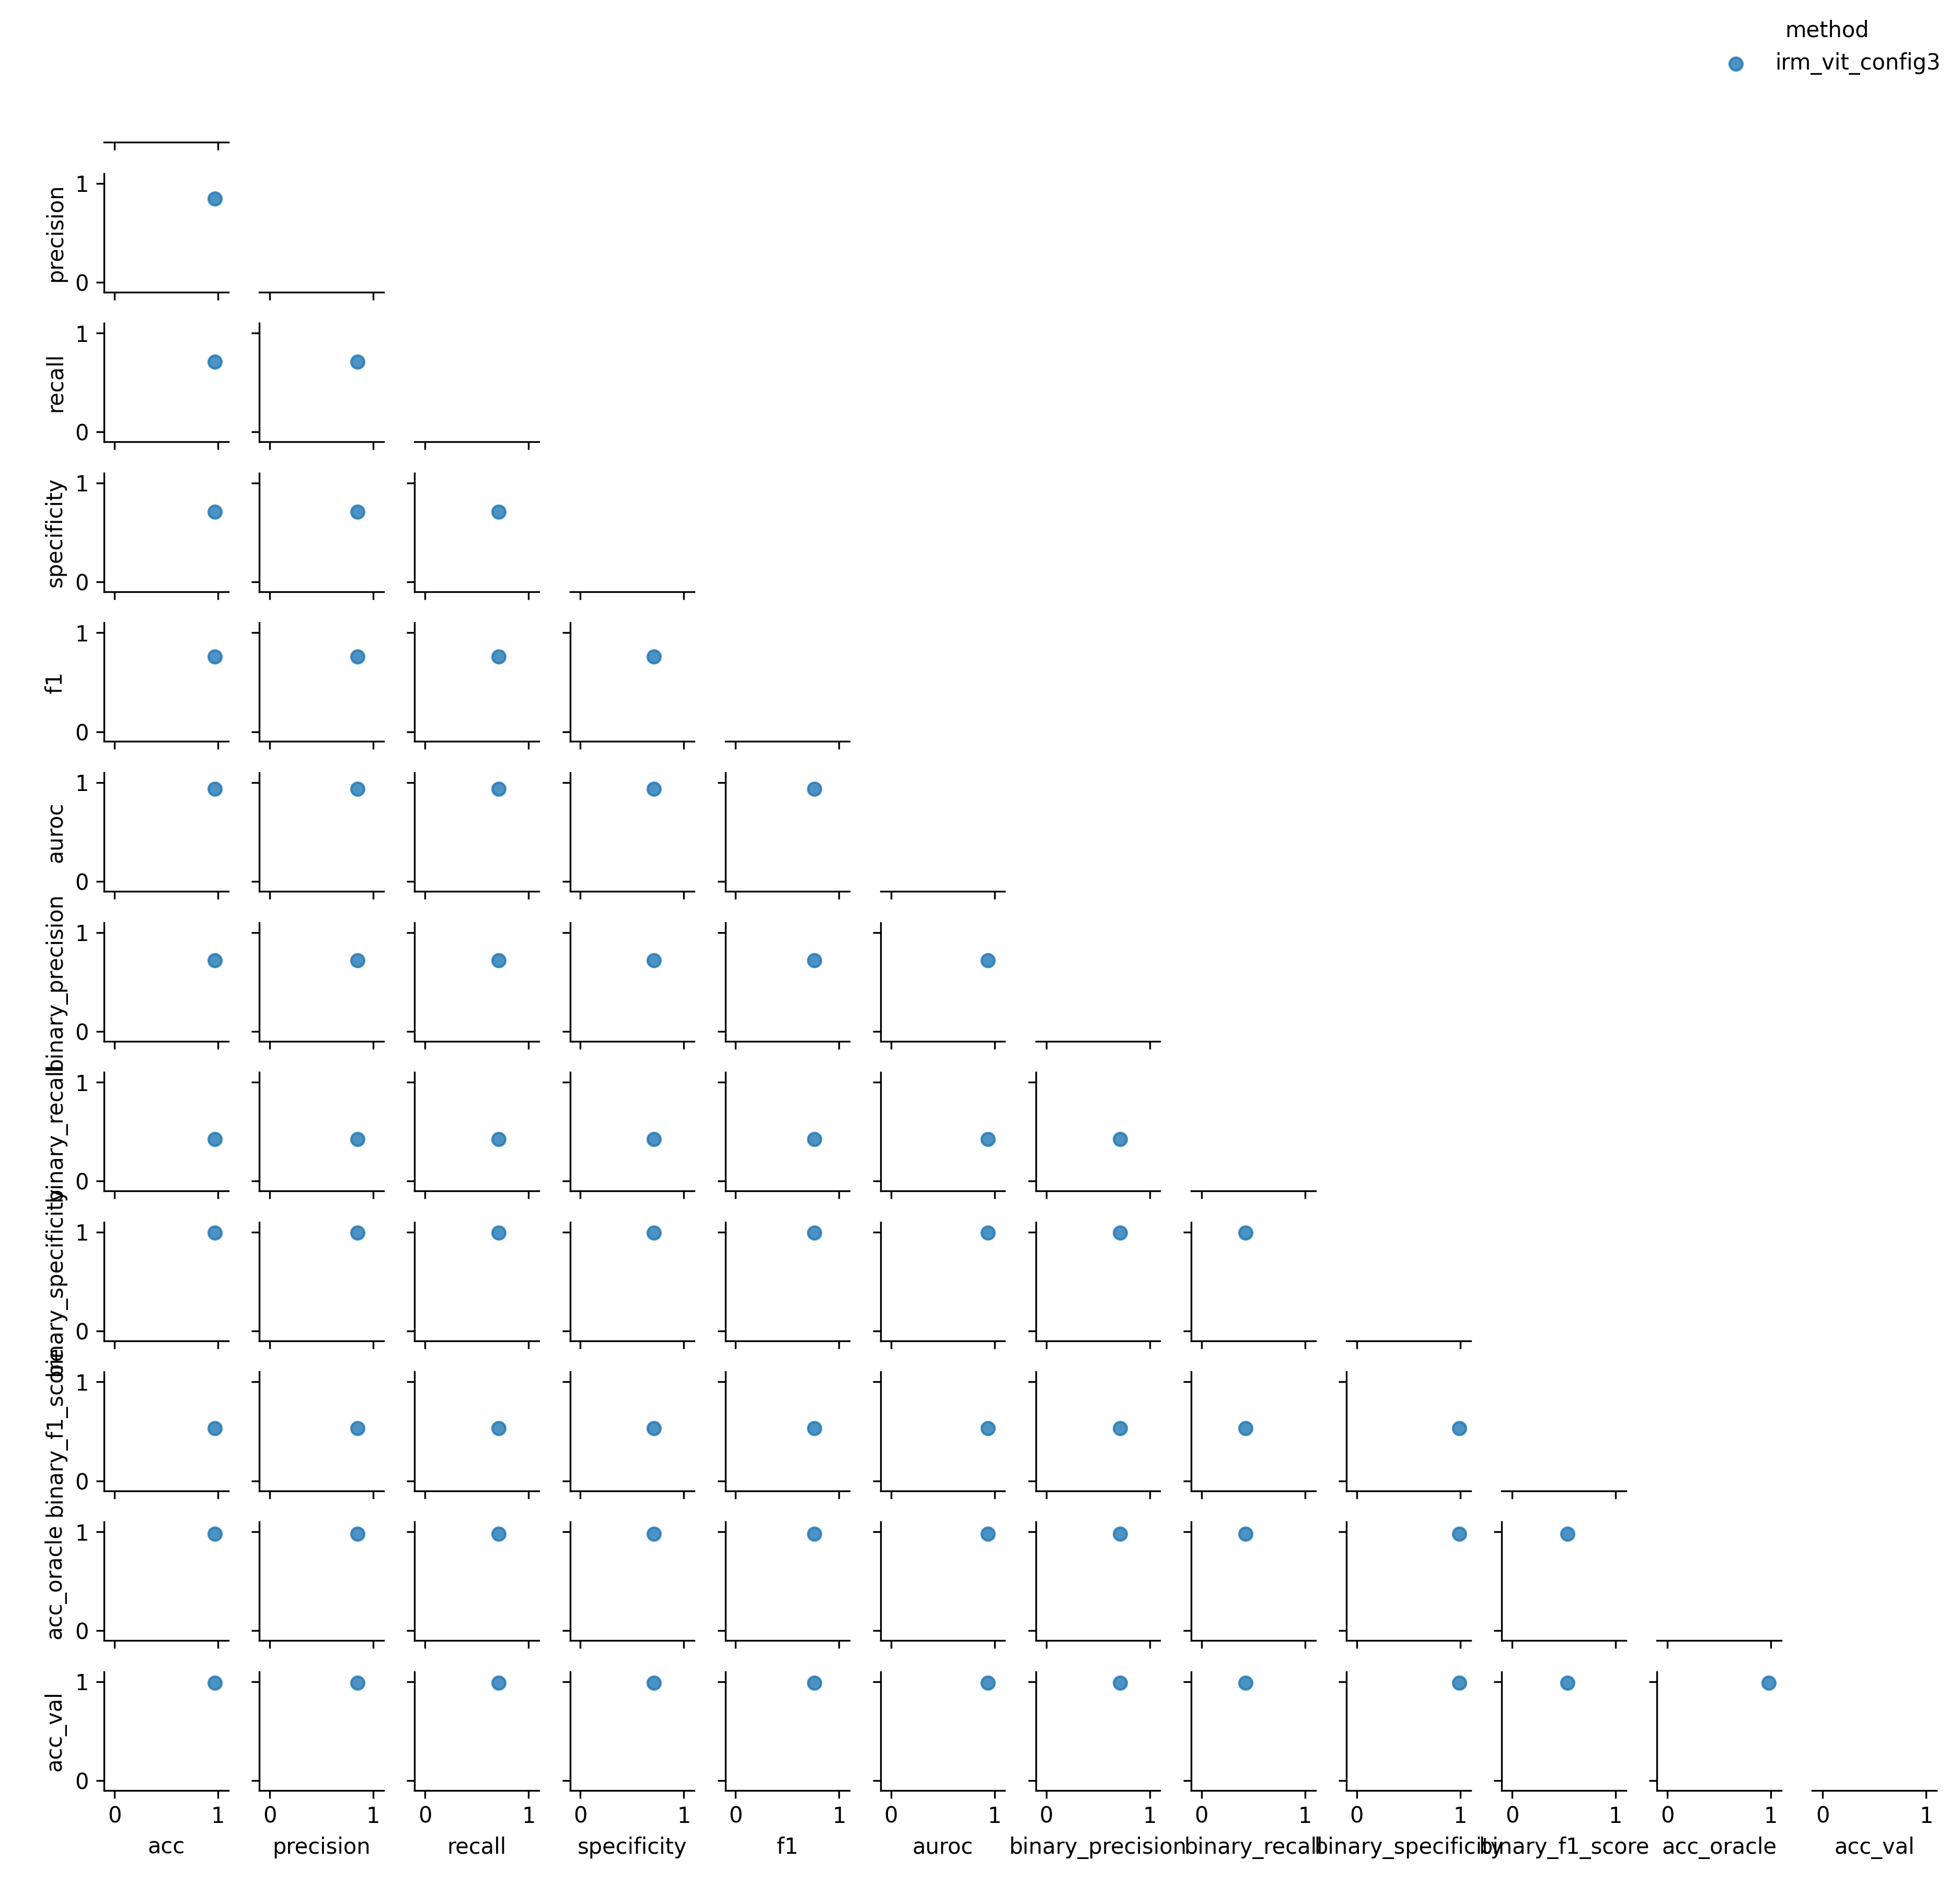 method
irm_vit_config3
precision
1
0
recall
1
0
specificity
1
0
f1
1
0
auroc
1
0
binary_precision
1
0
binary_recall
1
0
binary_specificity
1
0
binary_f1_score
1
0
acc_oracle
1
0
acc_val
1
0
0 1 0 1 0 1 0 1 0 1 0 1 0 1 0 1 0 1 0 1 0 1 0 1
acc precision recall specificity f1 auroc binary_precision binary_recall binary_specificity binary_f1_score acc_oracle acc_val